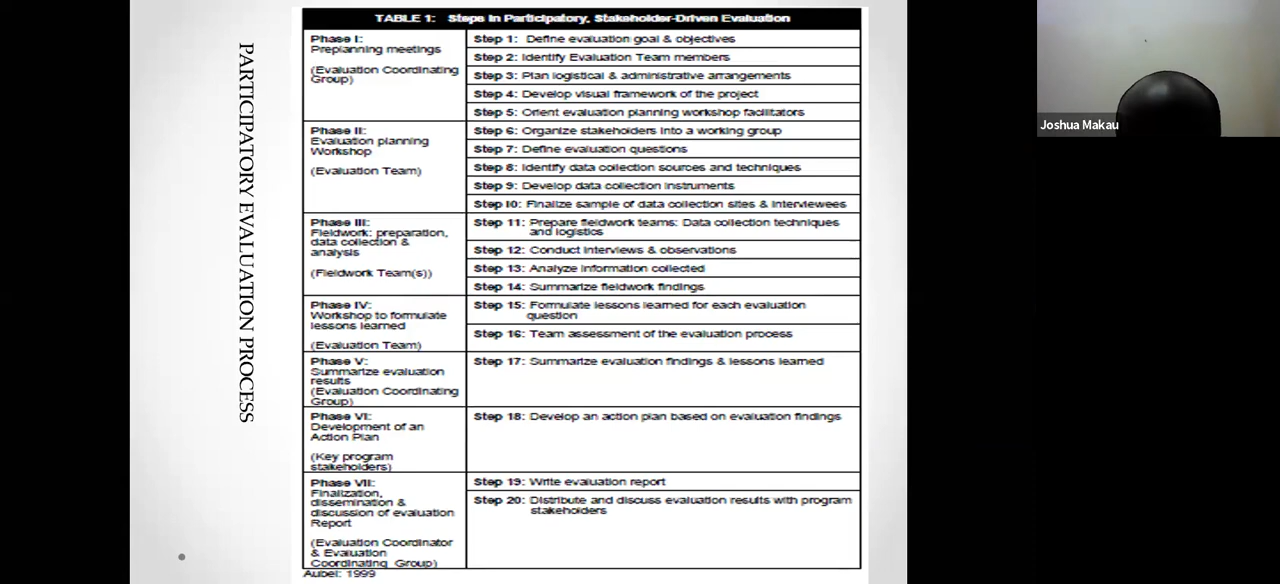 PARTICIPATORY EVALUATION PROCESS
TABLE 1: Steps in Participatory, Stakeholder-Driven Evaluation
Phase I:
Preplanning meetings
(Evaluation Coordinating
Group)
Step 1: Define evaluation goal & objectives
Step 2: Identify Evaluation Team members
Step 3: Plan logistical & administrative arrangements
Step 4: Develop visual framework of the project
Step 5: Orient evaluation planning workshop facilitators
Phase II:
Evaluation planning
Workshop
(Evaluation Team)
Step 6: Organize stakeholders into a working group
Step 7: Define evaluation questions
Step 8: Identify data collection sources and techniques
Step 9: Develop data collection instruments
Step 10: Finalize sample of data collection sites & interviewees
Phase III:
Fieldwork: preparation,
data collection &
analysis
(Fieldwork Team(s))
Step 11: Prepare fieldwork teams: Data collection techniques
and logistics
Step 12: Conduct interviews & observations
Step 13: Analyze information collected
Step 14: Summarize fieldwork findings
Phase IV:
Workshop to formulate
lessons learned
(Evaluation Team)
Step 15: Formulate lessons learned for each evaluation
question
Step 16: Team assessment of the evaluation process
Phase V:
Summarize evaluation
results
(Evaluation Coordinating
Group)
Step 17: Summarize evaluation findings & lessons learned
Phase VI:
Development of an
Action Plan
(Key program
stakeholders)
Step 18: Develop an action plan based on evaluation findings
Phase VII:
Finalization,
dissemination &
discussion of evaluation
Report
(Evaluation Coordinator
& Evaluation
Coordinating Group)
Step 19: Write evaluation report
Step 20: Distribute and discuss evaluation results with program
stakeholders
Aubel: 1999
Joshua Makau